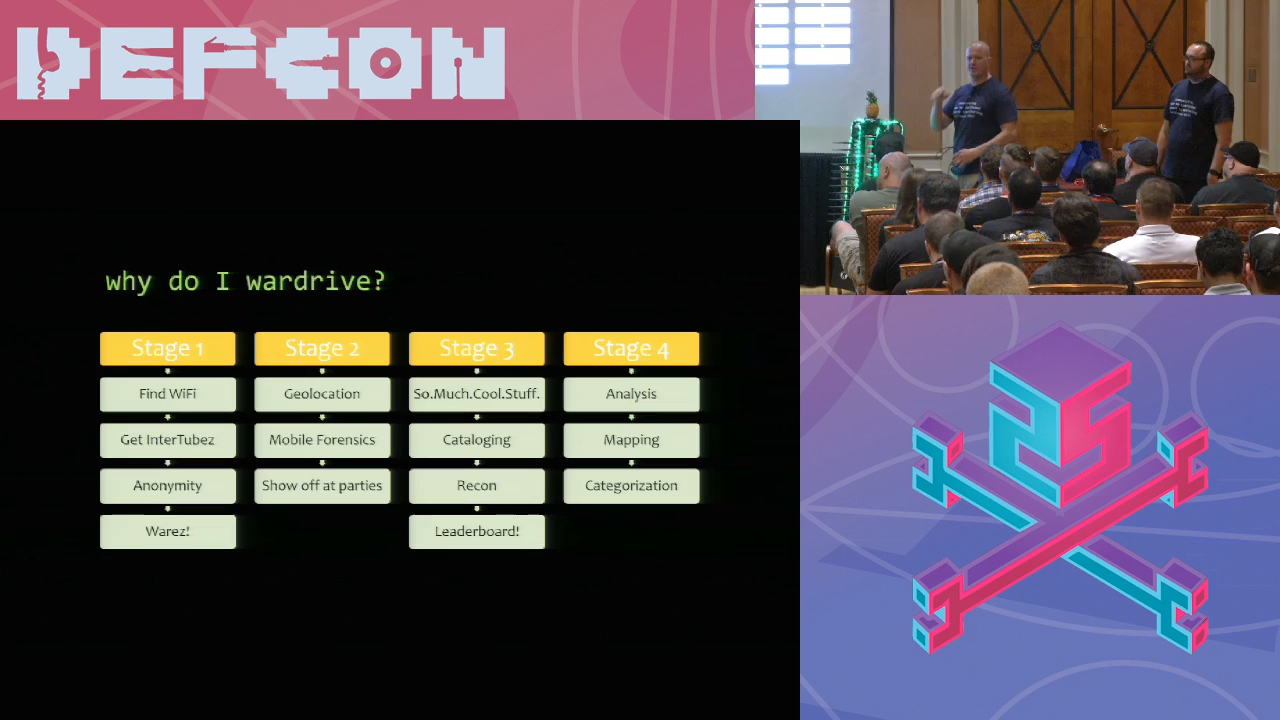 DEFCON
why do I wardrive?
Stage 1
Find WiFi
Get InterTubez
Anonymity
Warez!
Stage 2
Geolocation
Mobile Forensics
Show off at parties
Stage 3
So.Much.Cool.Stuff.
Cataloging
Recon
Leaderboard!
Stage 4
Analysis
Mapping
Categorization
25